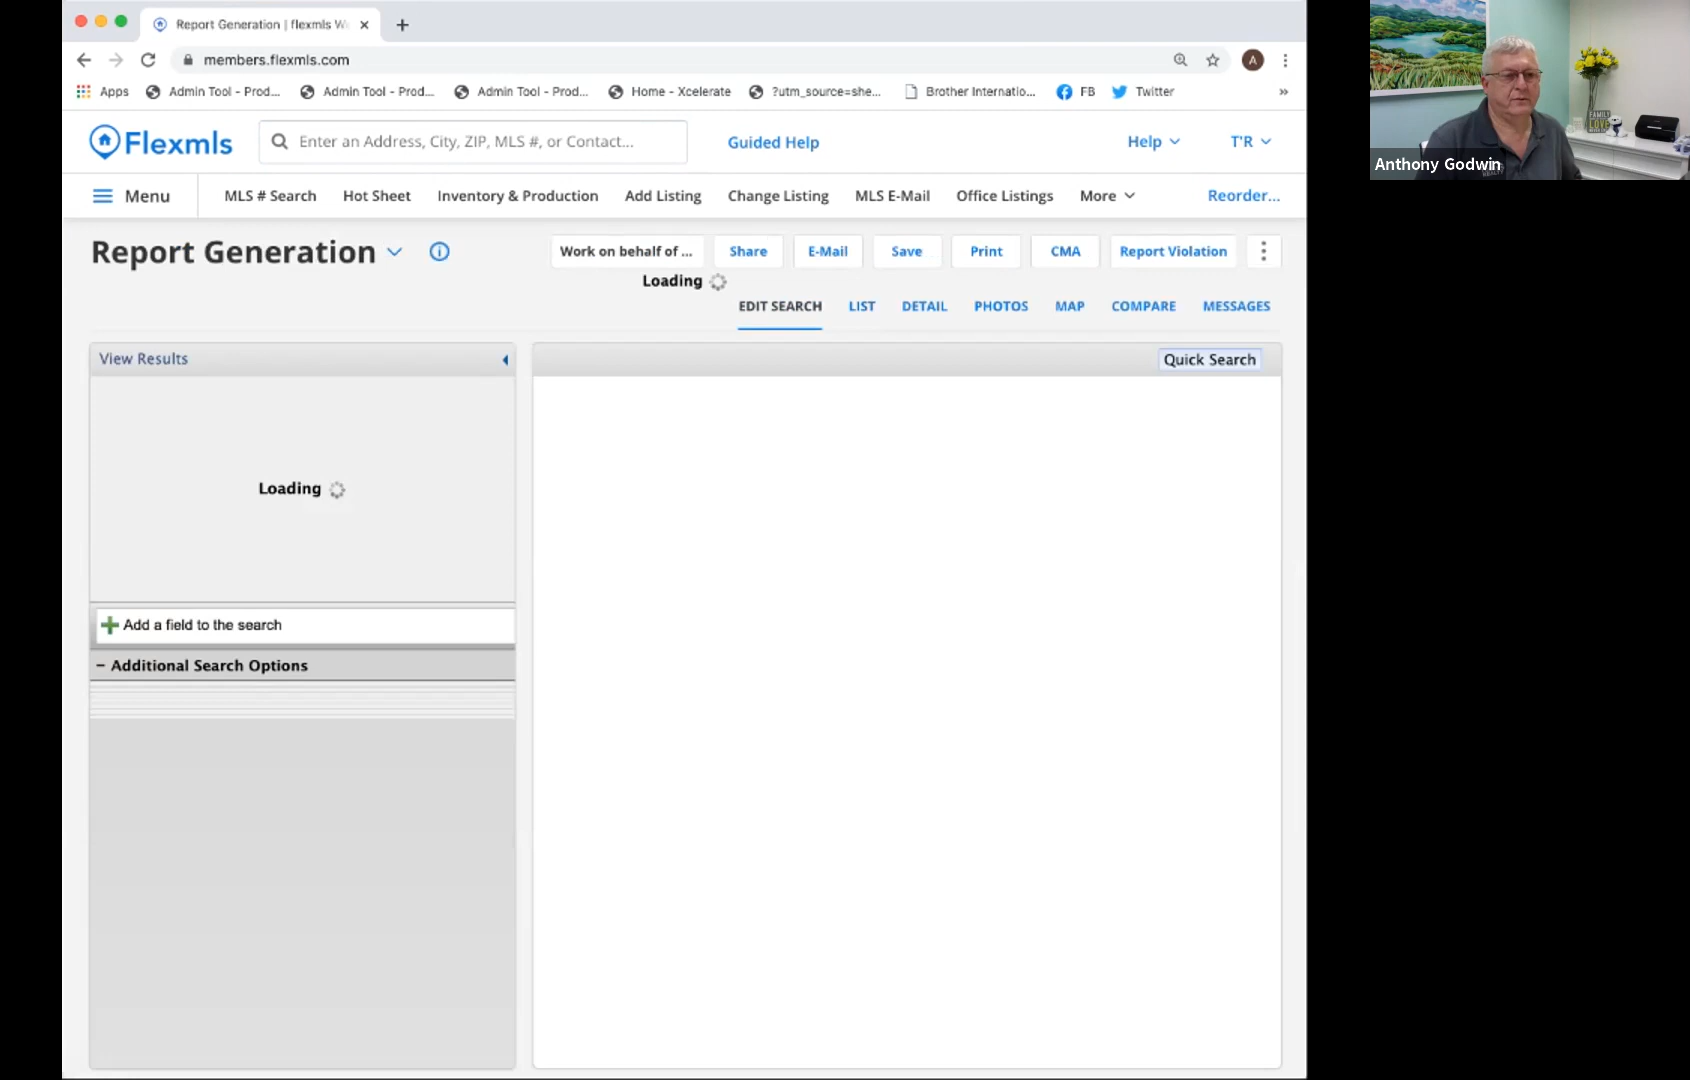 Report Generation | flexmls We
members.flexmls.com
A
Apps
Admin Tool - Prod...
Admin Tool - Prod...
Admin Tool - Prod...
Home - Xcelerate
?utm_source=she...
Brother Internatio...
FB
Twitter
»
Flexmls
Enter an Address, City, ZIP, MLS #, or Contact...
Guided Help
Help
T'R
Menu
MLS # Search
Hot Sheet
Inventory & Production
Add Listing
Change Listing
MLS E-Mail
Office Listings
More
Reorder...
Report Generation
Work on behalf of ...
Share
E-Mail
Save
Print
CMA
Report Violation
Loading
EDIT SEARCH
LIST
DETAIL
PHOTOS
MAP
COMPARE
MESSAGES
View Results
Quick Search
Loading
Add a field to the search
− Additional Search Options
FAMILY
LOVE
Anthony Godwin